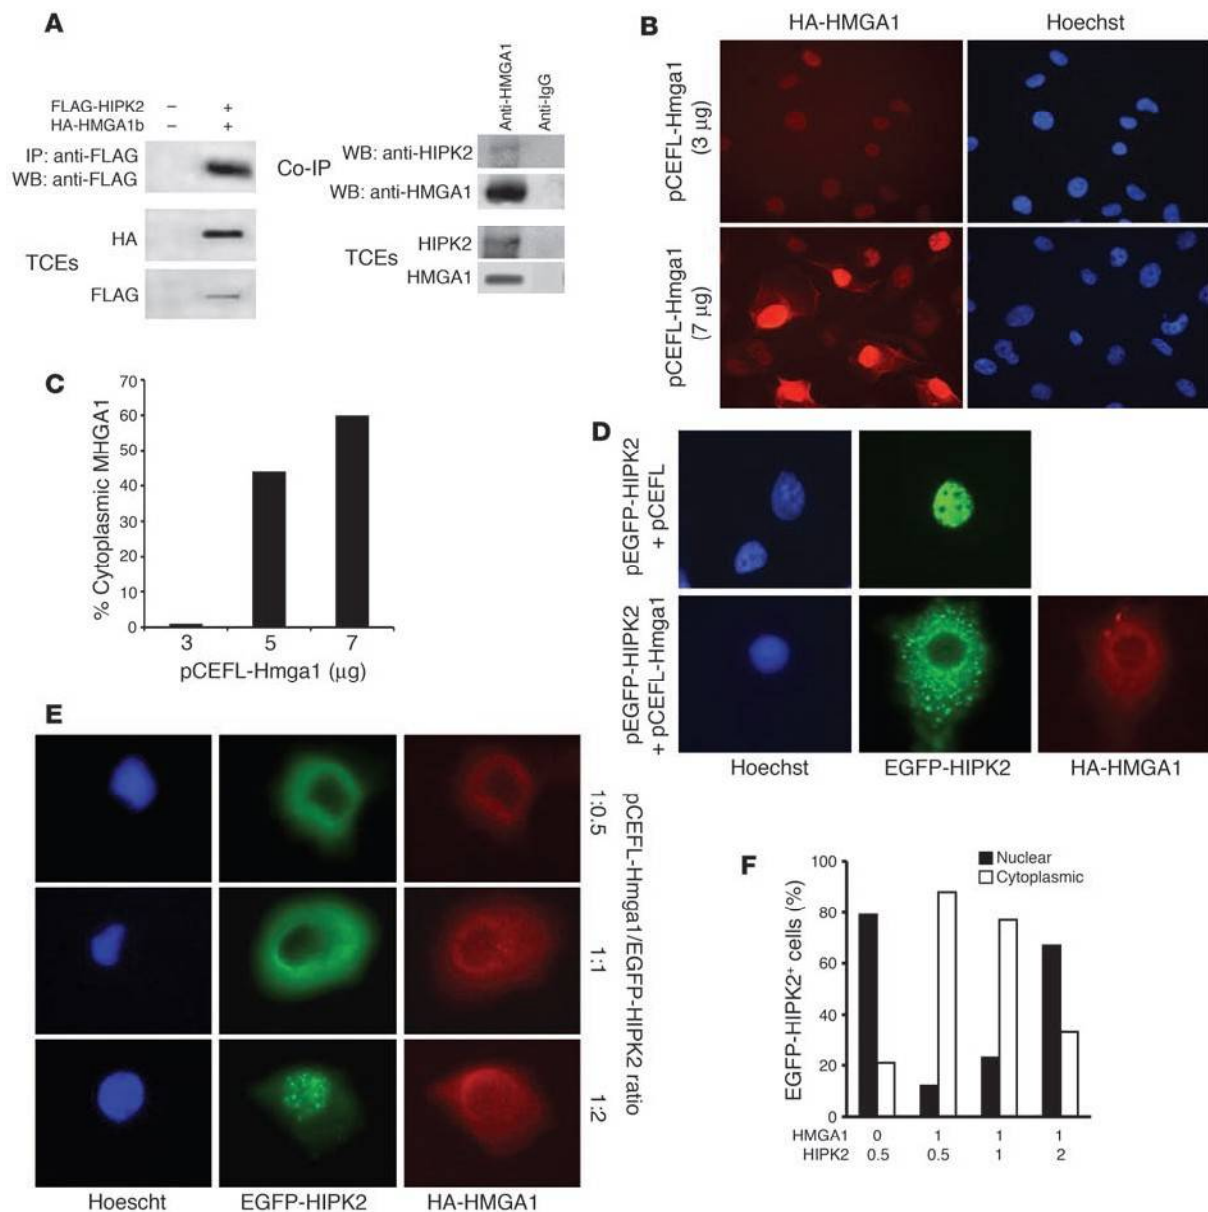 A
FLAG-HIPK2 – +
HA-HMGA1b – +
IP: anti-FLAG
WB: anti-FLAG
HA
TCEs
FLAG
Anti-HMGA1
Anti-IgG
Co-IP
WB: anti-HIPK2
WB: anti-HMGA1
HIPK2
TCEs
HMGA1
B
HA-HMGA1 Hoechst
pCEFL-Hmga1
(3 μg)
pCEFL-Hmga1
(7 μg)
C
% Cytoplasmic MHGA1
70
60
50
40
30
20
10
0
3 5 7
pCEFL-Hmga1 (μg)
D
pEGFP-HIPK2
+ pCEFL
pEGFP-HIPK2
+ pCEFL-Hmga1
Hoechst EGFP-HIPK2 HA-HMGA1
E
1:0.5
1:1
1:2
pCEFL-Hmga1/EGFP-HIPK2 ratio
Hoescht EGFP-HIPK2 HA-HMGA1
F
Nuclear
Cytoplasmic
EGFP-HIPK2⁺ cells (%)
100
80
60
40
20
0
HMGA1 0 1 1 1
HIPK2 0.5 0.5 1 2